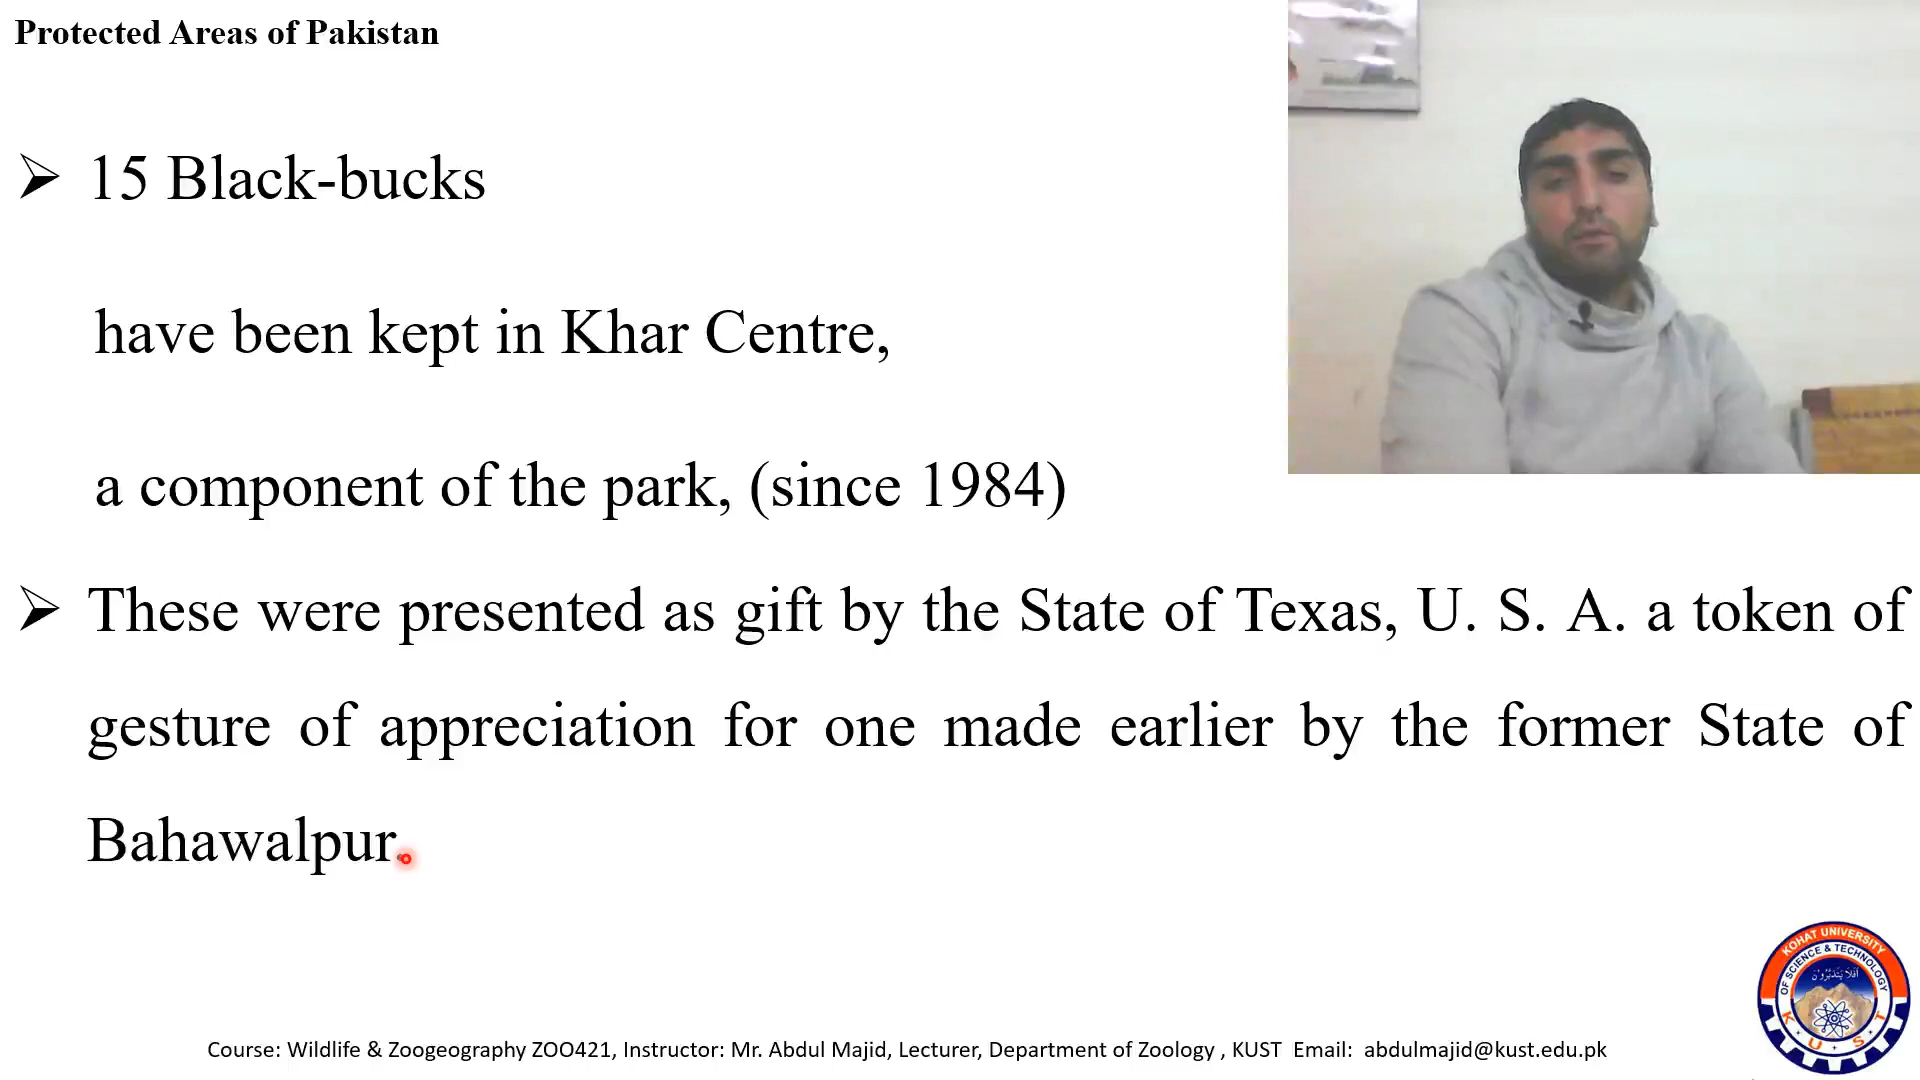 Protected Areas of Pakistan
➢ 15 Black-bucks
have been kept in Khar Centre,
a component of the park, (since 1984)
➢ These were presented as gift by the State of Texas, U. S. A. a token of
gesture of appreciation for one made earlier by the former State of
Bahawalpur.
KOHAT UNIVERSITY
OF SCIENCE & TECHNOLOGY
K U S T
Course: Wildlife & Zoogeography ZOO421, Instructor: Mr. Abdul Majid, Lecturer, Department of Zoology , KUST Email: abdulmajid@kust.edu.pk